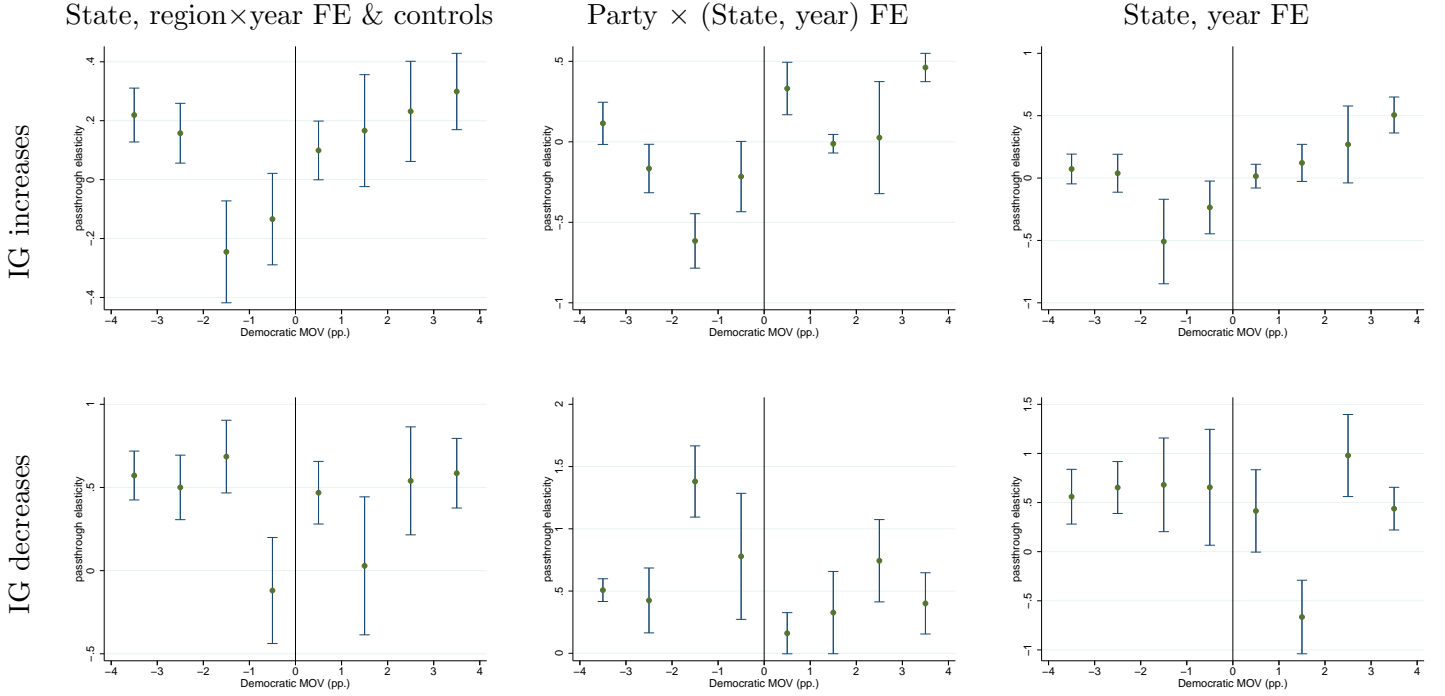 State, region×year FE & controls
Party × (State, year) FE
State, year FE
IG increases
passthrough elasticity
.4
.2
0
−.2
−.4
−4 −3 −2 −1 0 1 2 3 4
Democratic MOV (pp.)
passthrough elasticity
.5
0
−.5
−1
−4 −3 −2 −1 0 1 2 3 4
Democratic MOV (pp.)
passthrough elasticity
1
.5
0
−.5
−1
−4 −3 −2 −1 0 1 2 3 4
Democratic MOV (pp.)
IG decreases
passthrough elasticity
1
.5
0
−.5
−4 −3 −2 −1 0 1 2 3 4
Democratic MOV (pp.)
passthrough elasticity
2
1.5
1
.5
0
−4 −3 −2 −1 0 1 2 3 4
Democratic MOV (pp.)
passthrough elasticity
1.5
1
.5
0
−.5
−1
−4 −3 −2 −1 0 1 2 3 4
Democratic MOV (pp.)